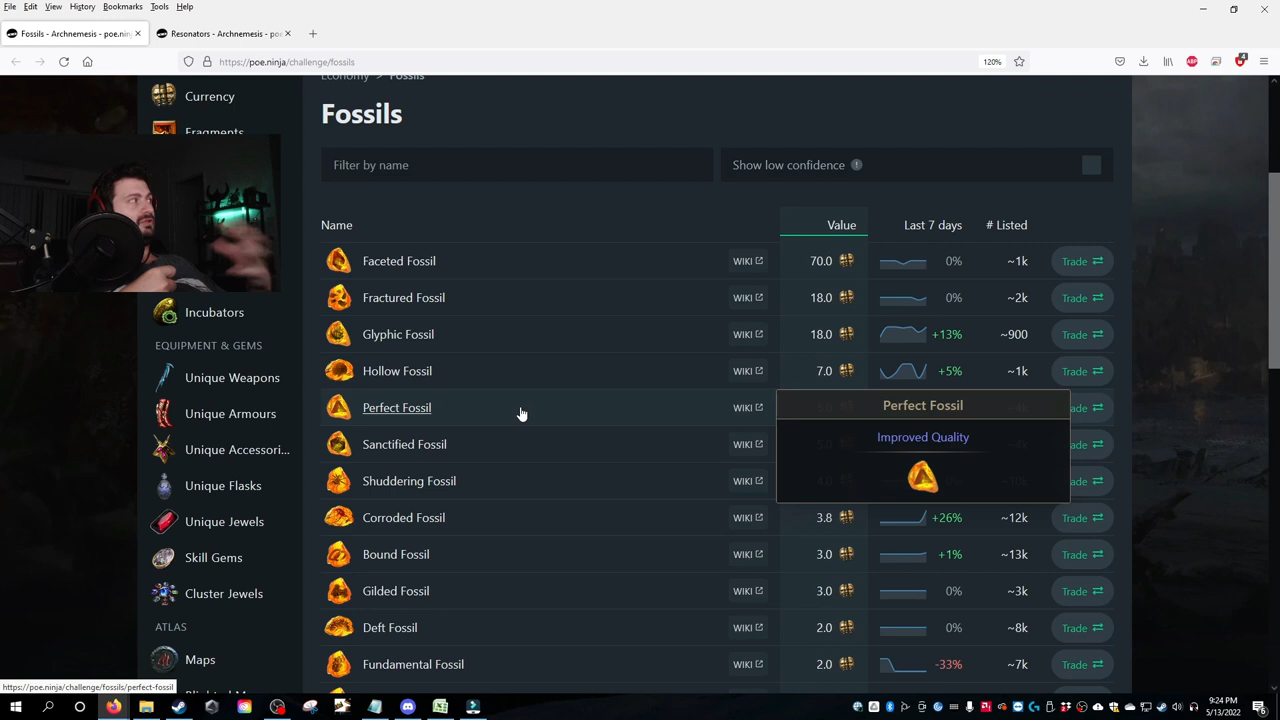 File Edit View History Bookmarks Tools Help
Fossils - Archnemesis - poe.nin
Resonators - Archnemesis - poe
https://poe.ninja/challenge/fossils
120%
Economy > Fossils
Currency
Fragments
Incubators
EQUIPMENT & GEMS
Unique Weapons
Unique Armours
Unique Accessori...
Unique Flasks
Unique Jewels
Skill Gems
Cluster Jewels
ATLAS
Maps
Fossils
Filter by name
Show low confidence
Name Value Last 7 days # Listed
Faceted Fossil WIKI 70.0 0% ~1k Trade
Fractured Fossil WIKI 18.0 0% ~2k Trade
Glyphic Fossil WIKI 18.0 +13% ~900 Trade
Hollow Fossil WIKI 7.0 +5% ~1k Trade
Perfect Fossil WIKI
Sanctified Fossil WIKI
Shuddering Fossil WIKI
Corroded Fossil WIKI 3.8 +26% ~12k Trade
Bound Fossil WIKI 3.0 +1% ~13k Trade
Gilded Fossil WIKI 3.0 0% ~3k Trade
Deft Fossil WIKI 2.0 0% ~8k Trade
Fundamental Fossil WIKI 2.0 -33% ~7k Trade
Perfect Fossil
Improved Quality
https://poe.ninja/challenge/fossils/perfect-fossil
9:24 PM
5/13/2022